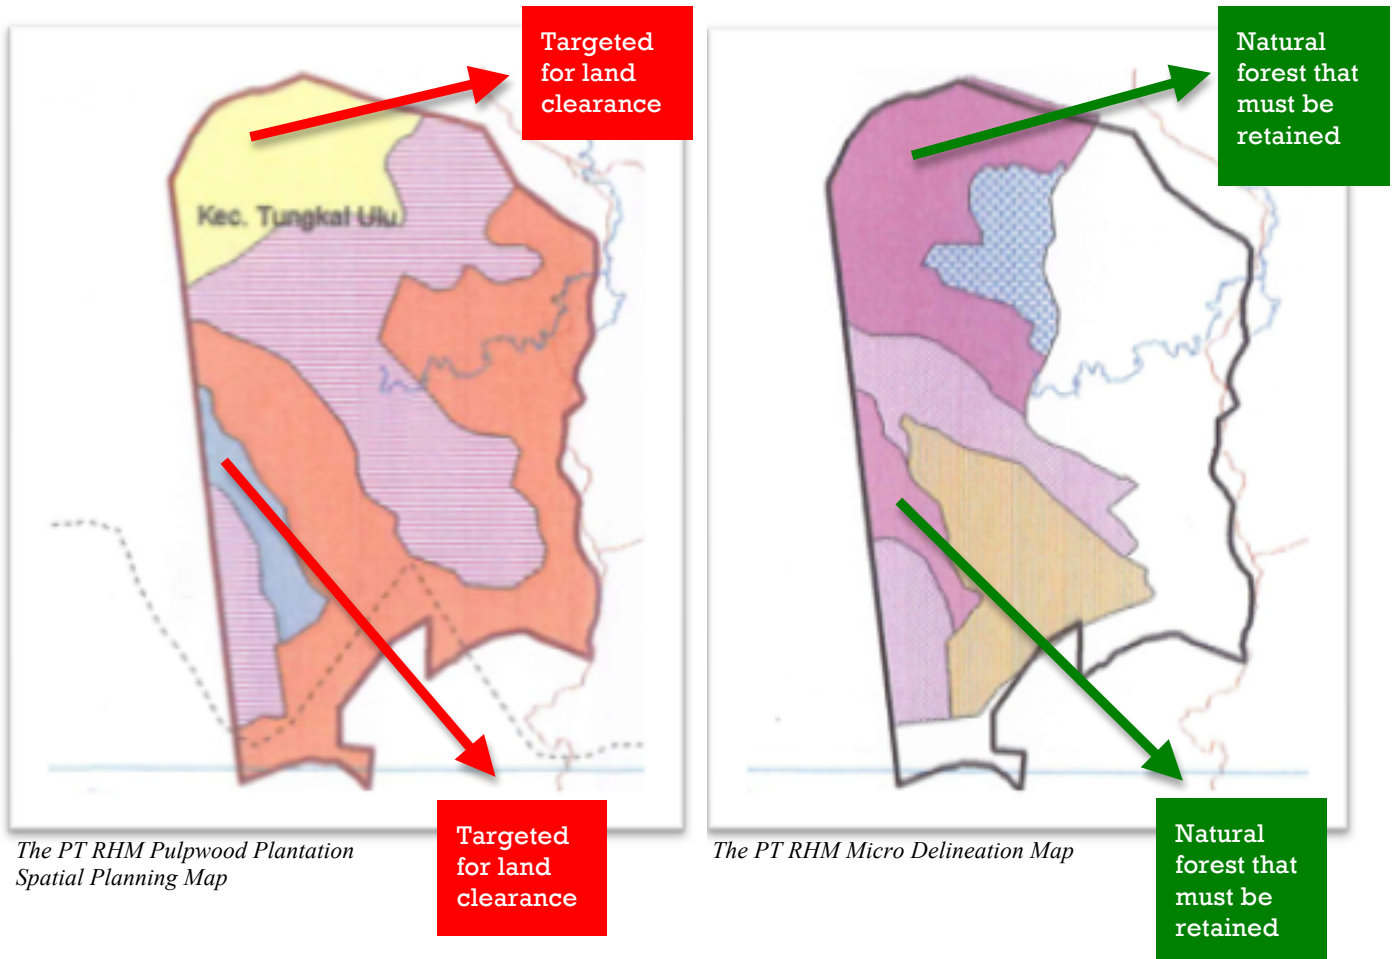 Targeted
for land
clearance
Natural
forest that
must be
retained
Kec. Tungkal Ulu.
The PT RHM Pulpwood Plantation
Spatial Planning Map
Targeted
for land
clearance
The PT RHM Micro Delineation Map
Natural
forest that
must be
retained